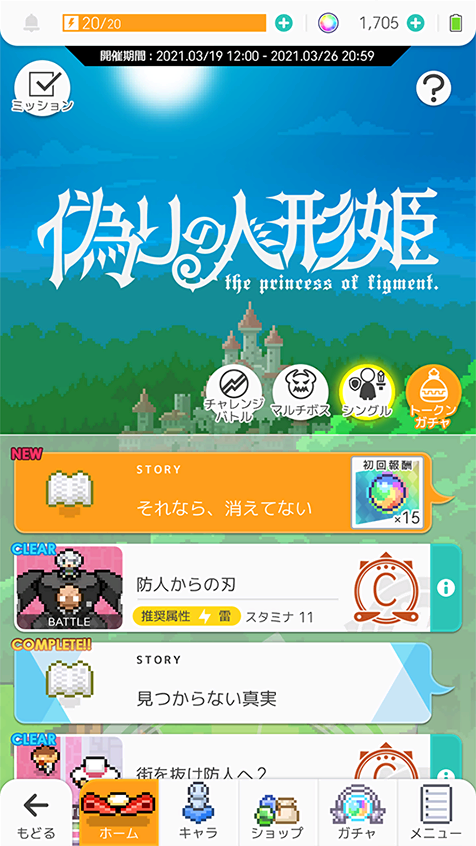 20/20
1,705
開催期間：2021.03/19 12:00 - 2021.03/26 20:59
ミッション
?
偽りの人形姫
the princess of figment.
チャレンジ
バトル
マルチボス
シングル
トークン
ガチャ
NEW
STORY
それなら、消えてない
初回報酬
×15
CLEAR
BATTLE
防人からの刃
推奨属性 雷 スタミナ 11
C
i
COMPLETE!!
STORY
見つからない真実
CLEAR
街を抜け防人へ2
C
もどる
ホーム
キャラ
ショップ
ガチャ
メニュー